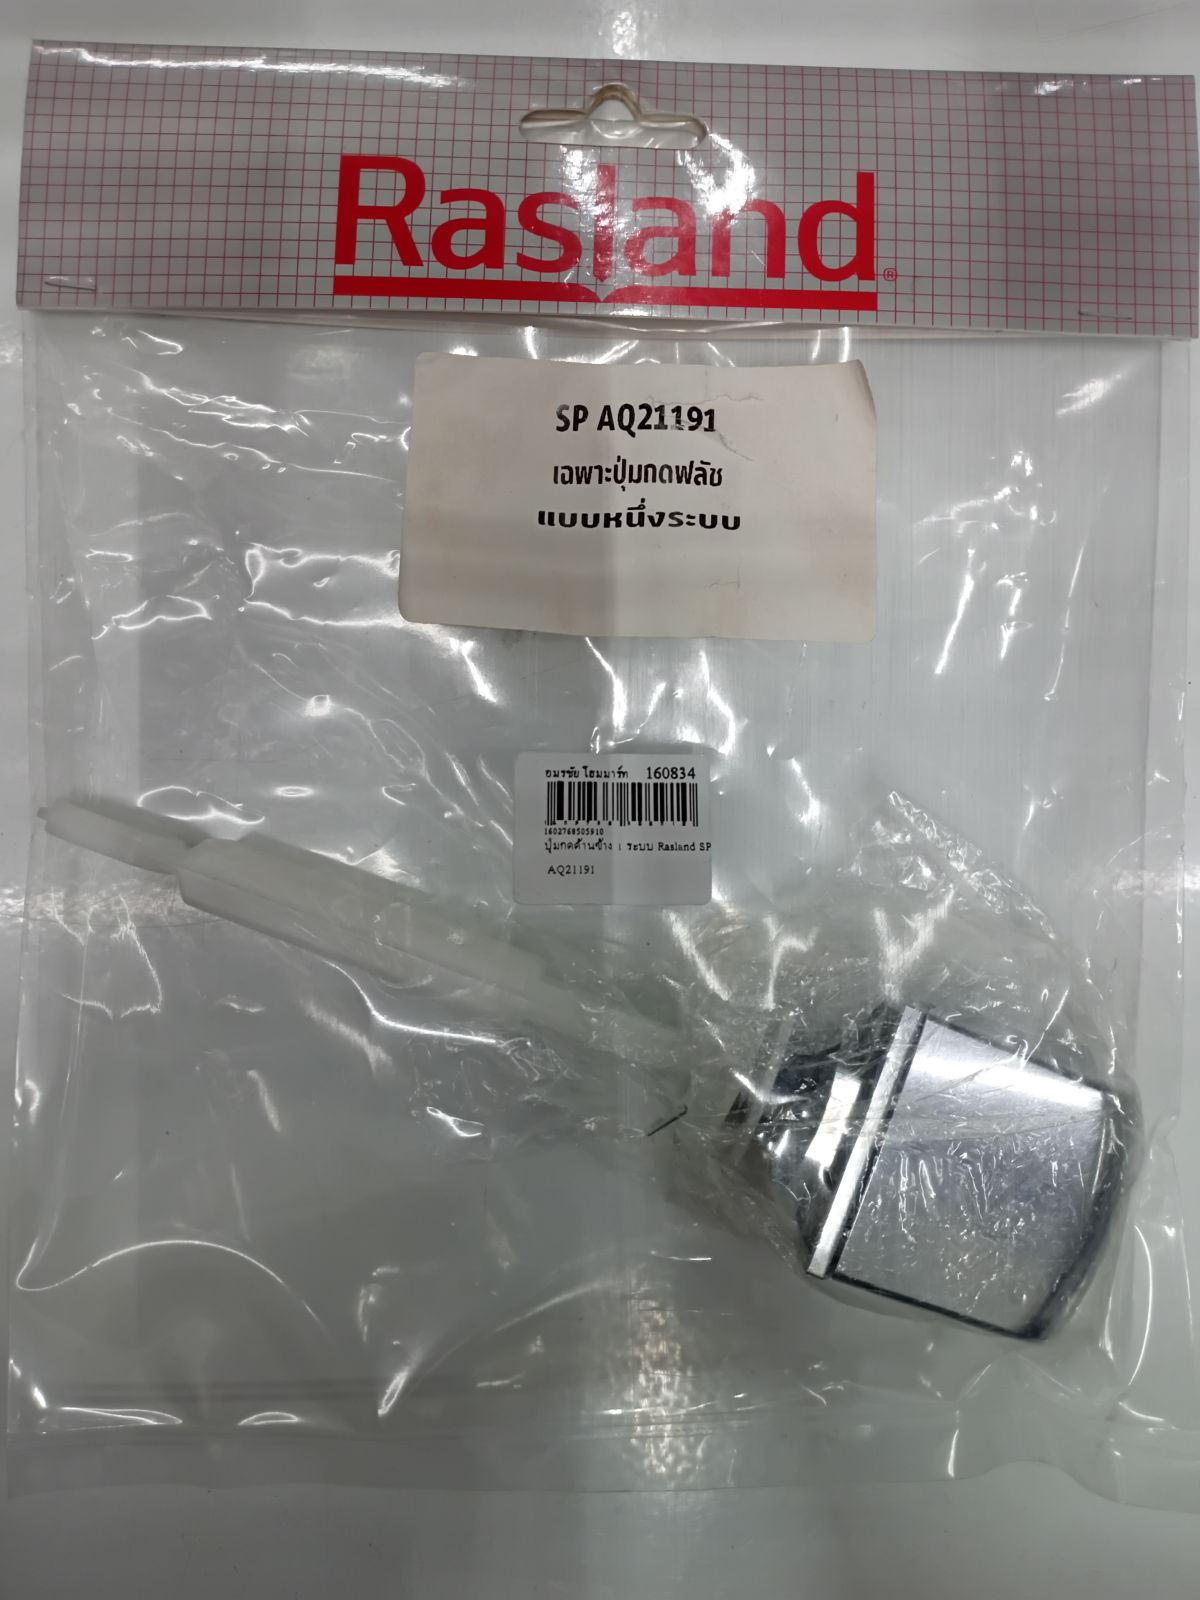 Rasland®
SP AQ21191
เฉพาะปุ่มกดฟลัช
แบบหนึ่งระบบ
อมรชัย โฮมมาร์ท 160834
1602768505910
ปุ่มกดด้านข้าง 1 ระบบ Rasland SP
AQ21191